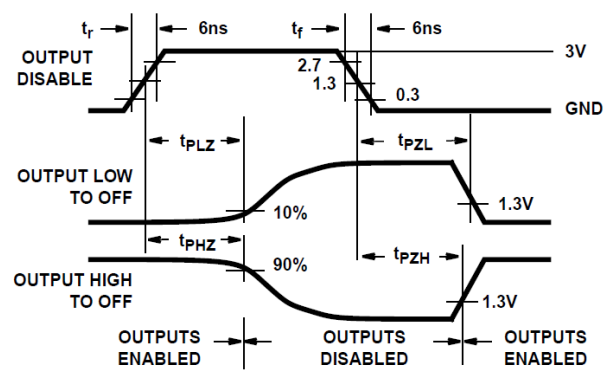 tr 6ns tf 6ns
OUTPUT
DISABLE
2.7
1.3
0.3
3V
GND
tPLZ tPZL
OUTPUT LOW
TO OFF
10%
1.3V
tPHZ tPZH
OUTPUT HIGH
TO OFF
90%
1.3V
OUTPUTS
ENABLED
OUTPUTS
DISABLED
OUTPUTS
ENABLED